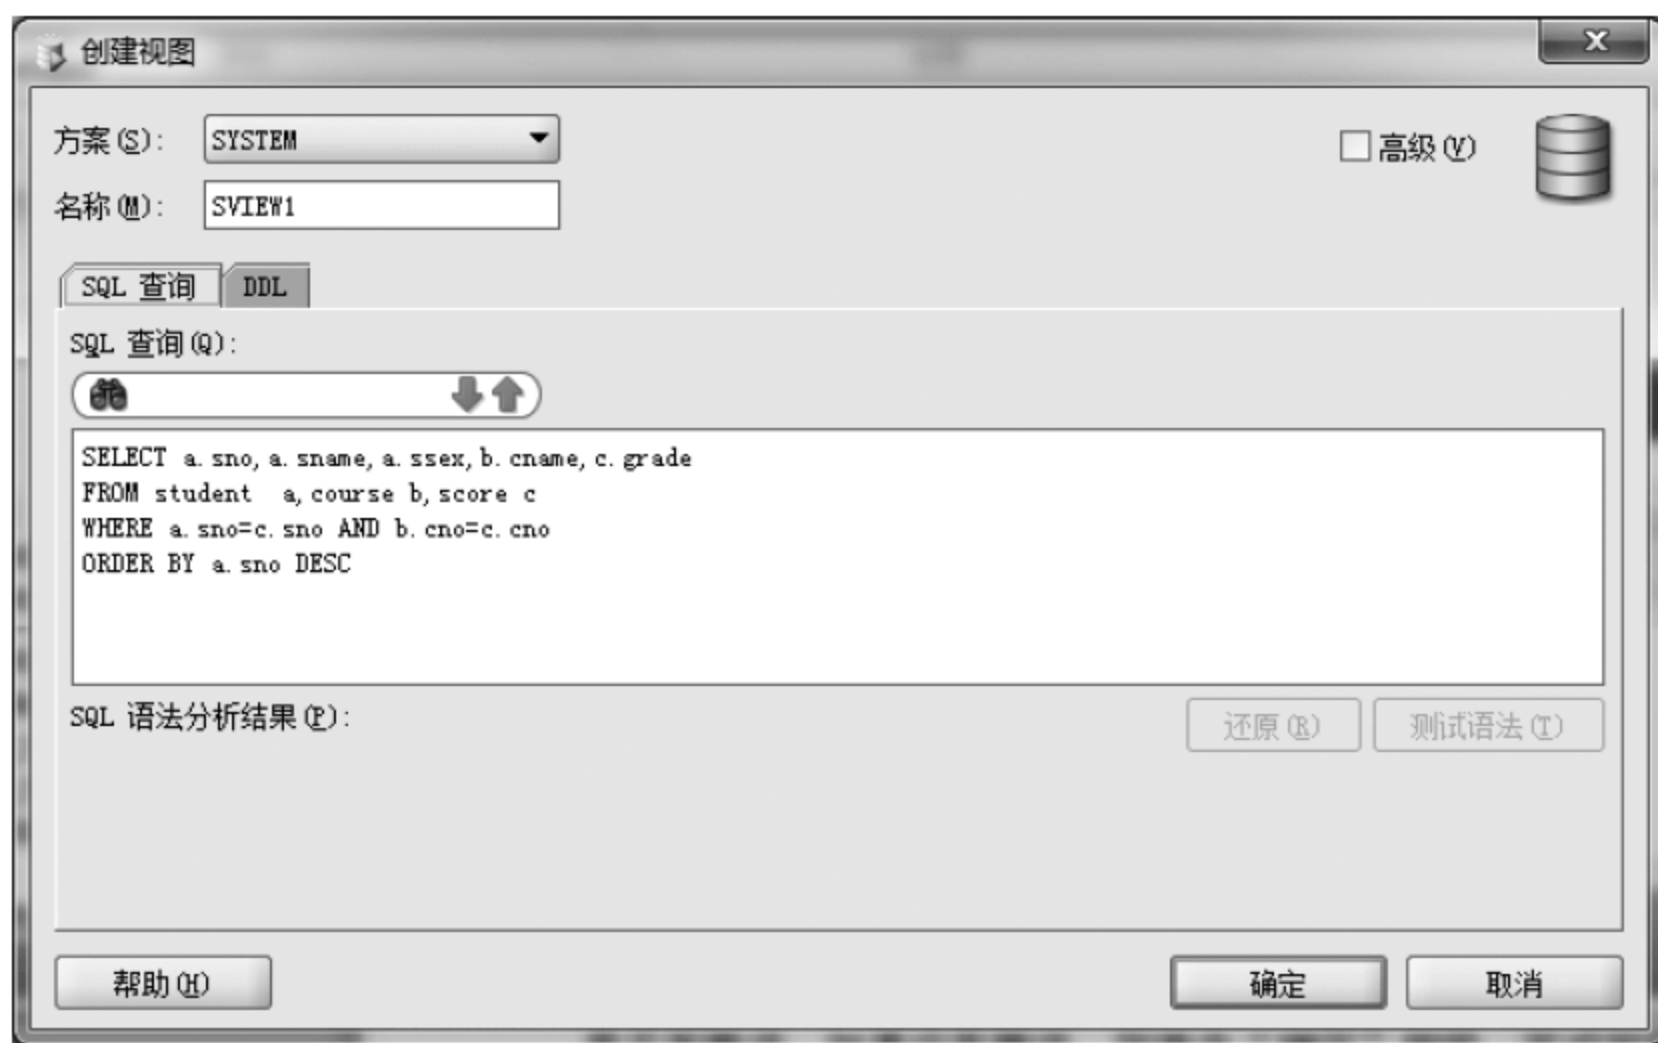 创建视图
方案(S): SYSTEM
高级(V)
名称(M): SVIEW1
SQL 查询 DDL
SQL 查询(Q):
SELECT a.sno,a.sname,a.ssex,b.cname,c.grade
FROM student  a,course b,score c
WHERE a.sno=c.sno AND b.cno=c.cno
ORDER BY a.sno DESC
SQL 语法分析结果(P):
还原(R) 测试语法(T)
帮助(H) 确定 取消